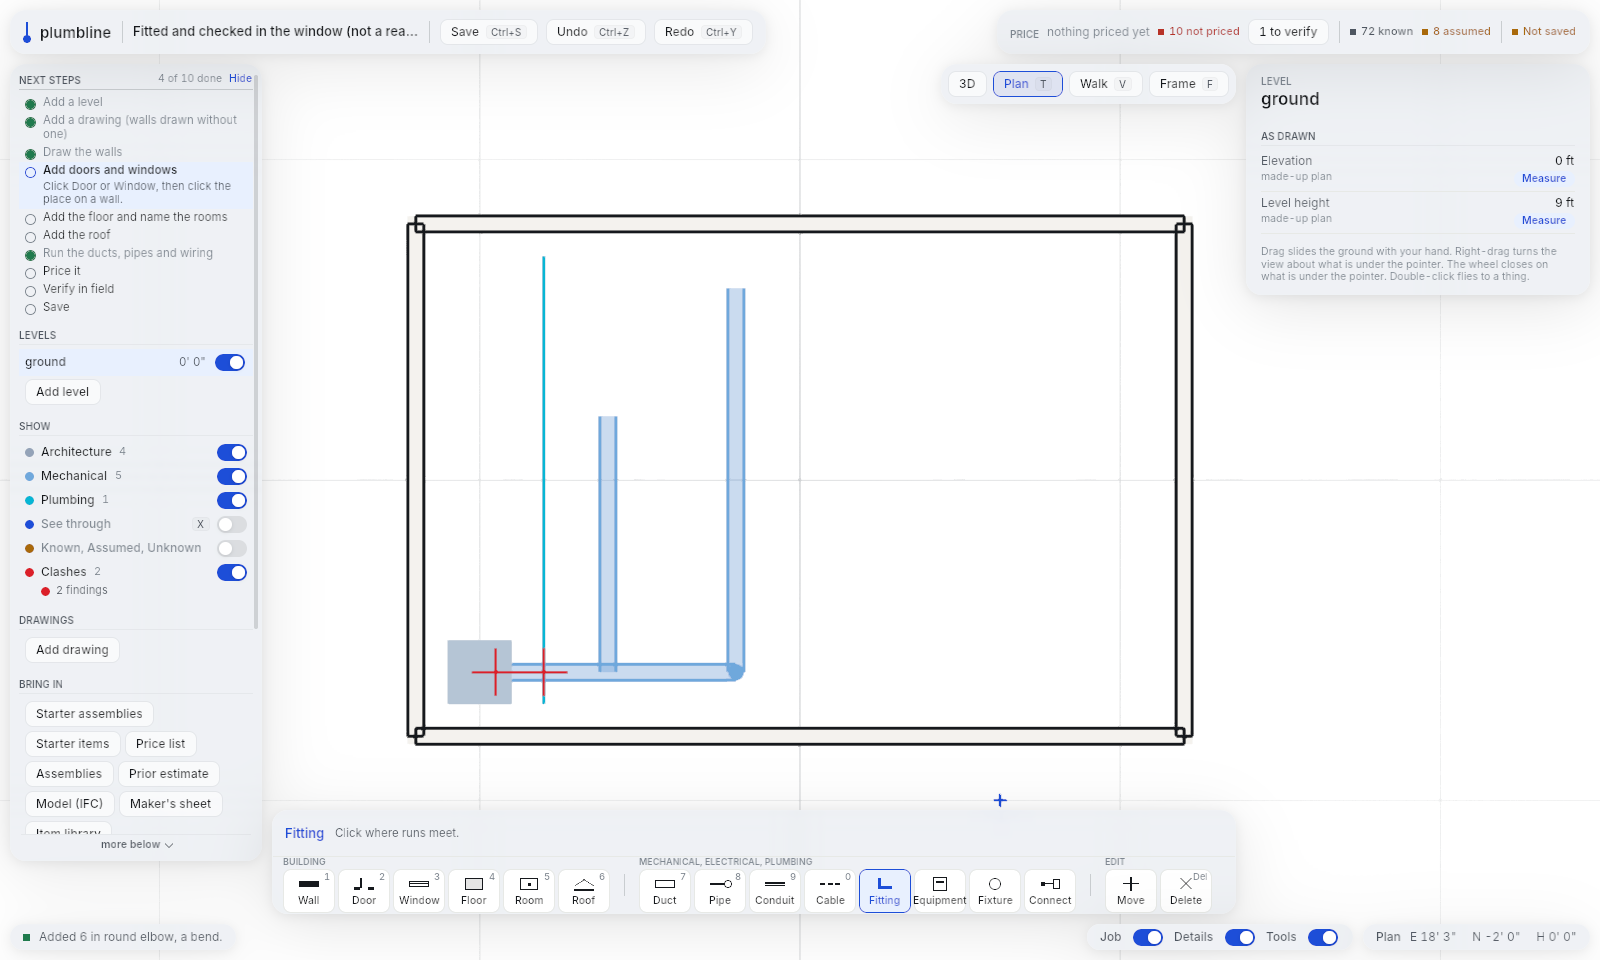 plumbline
Fitted and checked in the window (not a rea...
Save Ctrl+S
Undo Ctrl+Z
Redo Ctrl+Y
PRICE nothing priced yet 10 not priced 1 to verify 72 known 8 assumed Not saved
3D
Plan T
Walk V
Frame F
NEXT STEPS 4 of 10 done Hide
Add a level
Add a drawing (walls drawn without
one)
Draw the walls
Add doors and windows
Click Door or Window, then click the
place on a wall.
Add the floor and name the rooms
Add the roof
Run the ducts, pipes and wiring
Price it
Verify in field
Save
LEVELS
ground 0' 0"
Add level
SHOW
Architecture 4
Mechanical 5
Plumbing 1
See through X
Known, Assumed, Unknown
Clashes 2
2 findings
DRAWINGS
Add drawing
BRING IN
Starter assemblies
Starter items Price list
Assemblies Prior estimate
Model (IFC) Maker's sheet
Item library
more below
LEVEL
ground
AS DRAWN
Elevation 0 ft
made-up plan Measure
Level height 9 ft
made-up plan Measure
Drag slides the ground with your hand. Right-drag turns the
view about what is under the pointer. The wheel closes on
what is under the pointer. Double-click flies to a thing.
Fitting Click where runs meet.
BUILDING
1 Wall
2 Door
3 Window
4 Floor
5 Room
6 Roof
MECHANICAL, ELECTRICAL, PLUMBING
7 Duct
8 Pipe
9 Conduit
0 Cable
Fitting
Equipment
Fixture
Connect
EDIT
Move
Del Delete
Added 6 in round elbow, a bend.
Job Details Tools
Plan E 18' 3" N -2' 0" H 0' 0"